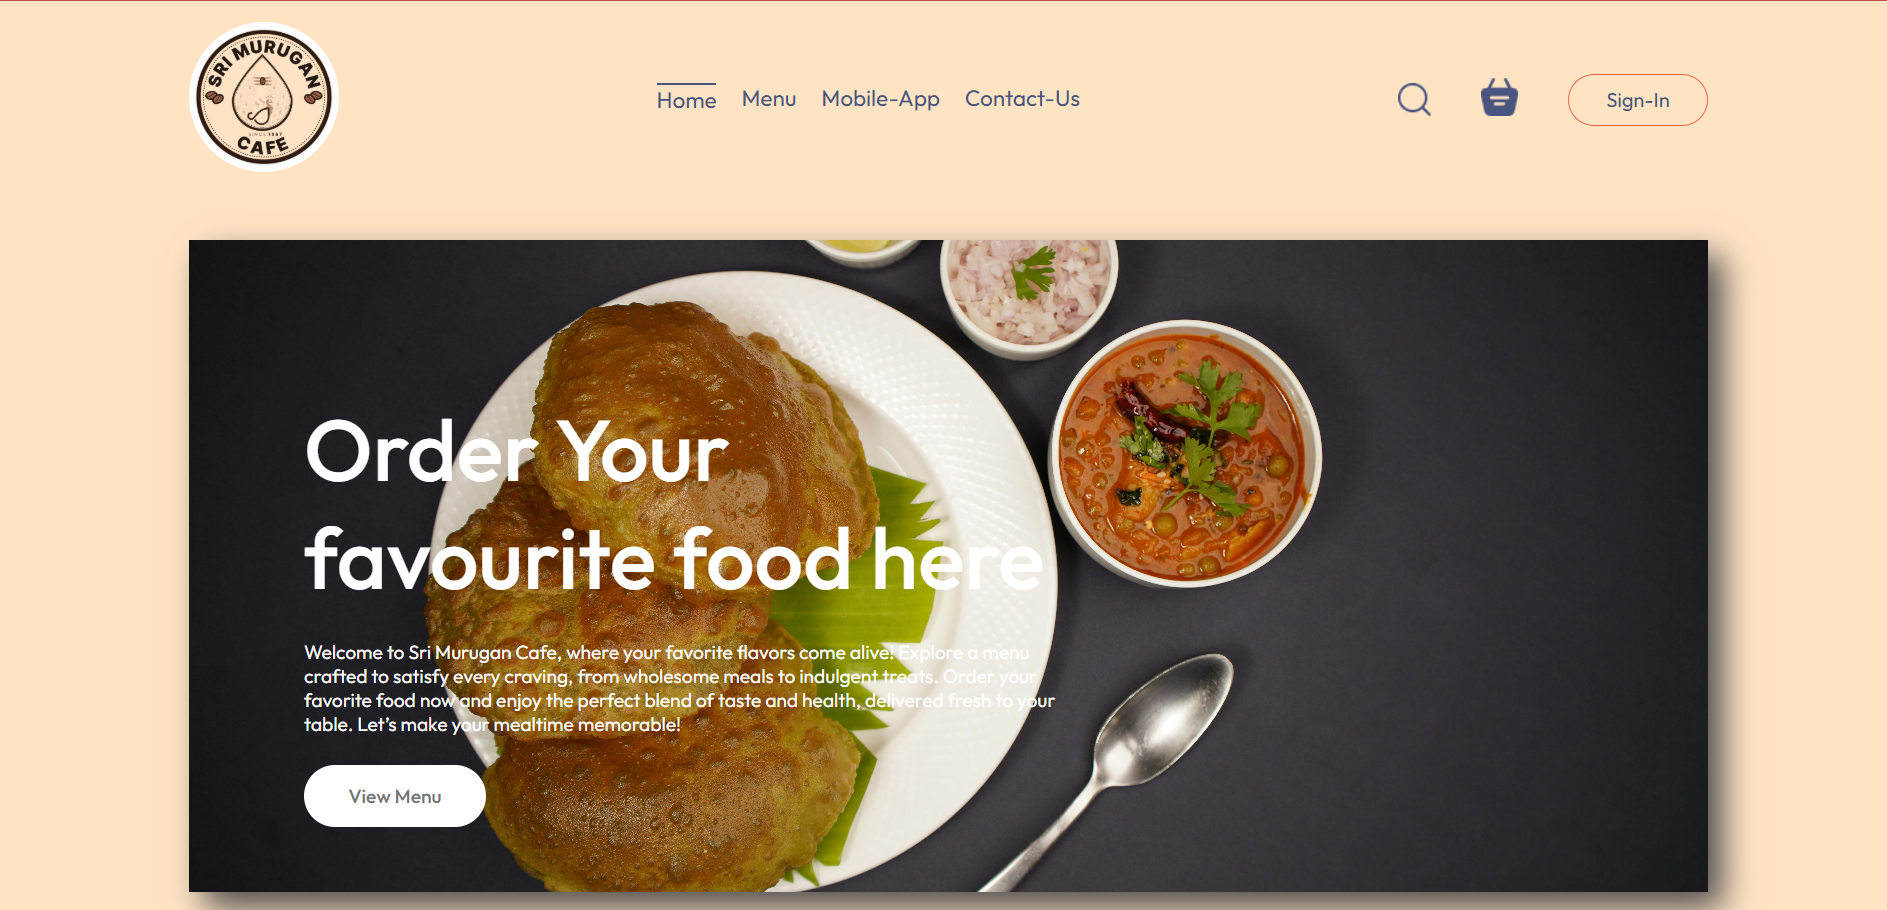 SRI MURUGAN
SINCE 1967
CAFE
Home
Menu
Mobile-App
Contact-Us
Sign-In
Order Your
favourite food here
Welcome to Sri Murugan Cafe, where your favorite flavors come alive! Explore a menu
crafted to satisfy every craving, from wholesome meals to indulgent treats. Order your
favorite food now and enjoy the perfect blend of taste and health, delivered fresh to your
table. Let’s make your mealtime memorable!
View Menu